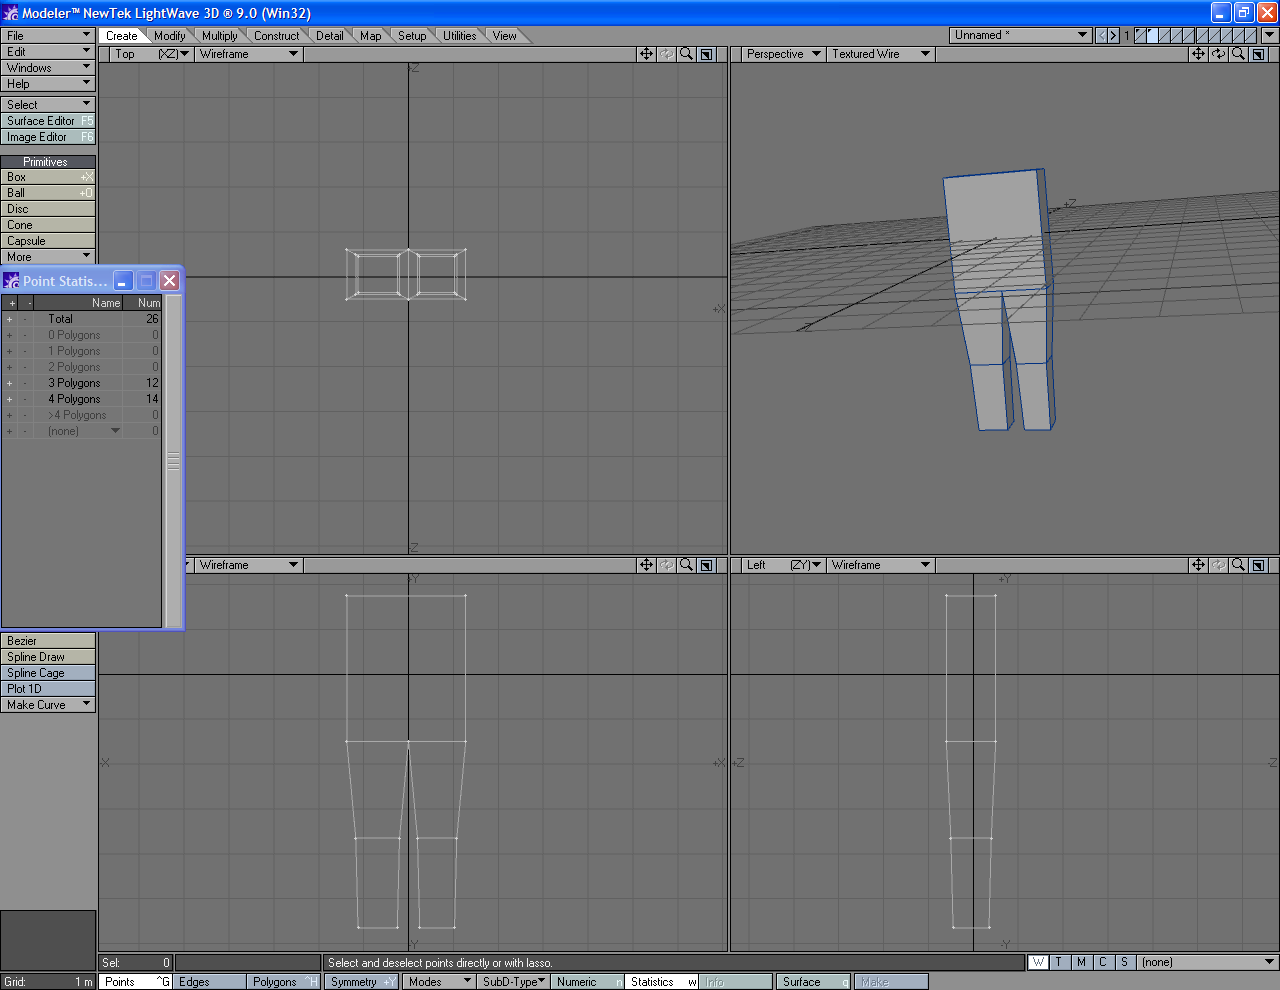 Modeler™ NewTek LightWave 3D ® 9.0 (Win32)
File
Edit
Windows
Help
Create Modify Multiply Construct Detail Map Setup Utilities View
Unnamed * 1
Top (XZ) Wireframe
Perspective Textured Wire
Select
Surface Editor F5
Image Editor F6
Primitives
Box +X
Ball +O
Disc
Cone
Capsule
More
Point Statis...
+ - Name Num
+ - Total 26
+ - 0 Polygons 0
+ - 1 Polygons 0
+ - 2 Polygons 0
+ - 3 Polygons 12
+ - 4 Polygons 14
+ - >4 Polygons 0
+ - (none) 0
Wireframe
Left (ZY) Wireframe
Bezier
Spline Draw
Spline Cage
Plot 1D
Make Curve
+Z
+X
-Z
+Z
-Z
+Y
-X
+X
-Y
+Y
+Z
-Z
-Y
Sel: 0
Select and deselect points directly or with lasso.
W T M C S (none)
Grid: 1 m
Points ^G Edges Polygons ^H Symmetry +Y Modes SubD-Type Numeric n Statistics w Info Surface q Make